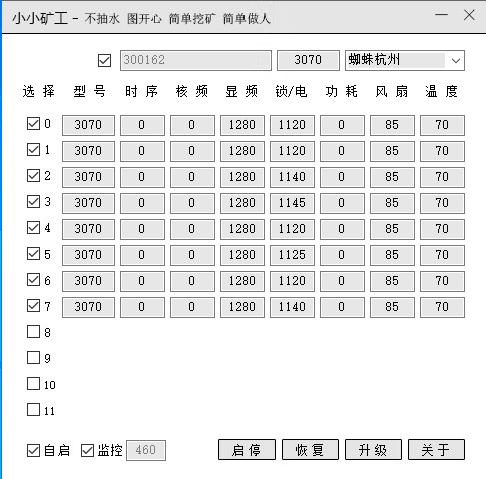 小小矿工 - 不抽水 图开心 简单挖矿 简单做人
300162 3070 蜘蛛杭州
选 择 型 号 时 序 核 频 显 频 锁/电 功 耗 风 扇 温 度
0 3070 0 0 1280 1120 0 85 70
1 3070 0 0 1280 1120 0 85 70
2 3070 0 0 1280 1140 0 85 70
3 3070 0 0 1280 1145 0 85 70
4 3070 0 0 1280 1120 0 85 70
5 3070 0 0 1280 1125 0 85 70
6 3070 0 0 1280 1120 0 85 70
7 3070 0 0 1280 1140 0 85 70
8
9
10
11
自启 监控 460 启 停 恢 复 升 级 关 于